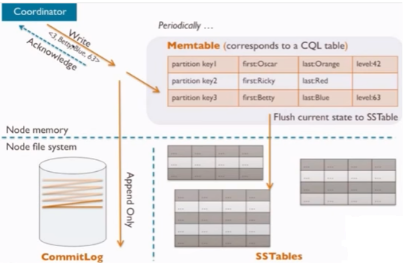 Coordinator
Periodically ...
Write
<3, Betty, Blue, 63>
Acknowledge
Memtable (corresponds to a CQL table)
partition key1 first:Oscar last:Orange level:42
partition key2 first:Ricky last:Red
partition key3 first:Betty last:Blue level:63
Flush current state to SSTable
Node memory
Node file system
Append Only
CommitLog
SSTables